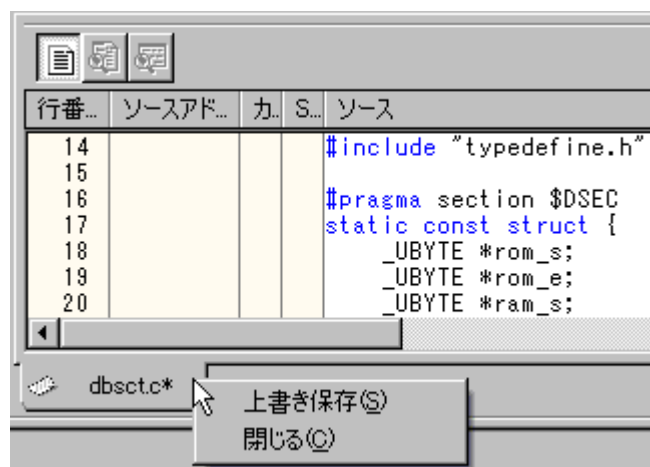 行番... ソースアド... カ.. S... ソース
14 #include "typedefine.h"
15
16 #pragma section $DSEC
17 static const struct {
18 _UBYTE *rom_s;
19 _UBYTE *rom_e;
20 _UBYTE *ram_s;
dbsct.c*
上書き保存(S)
閉じる(C)